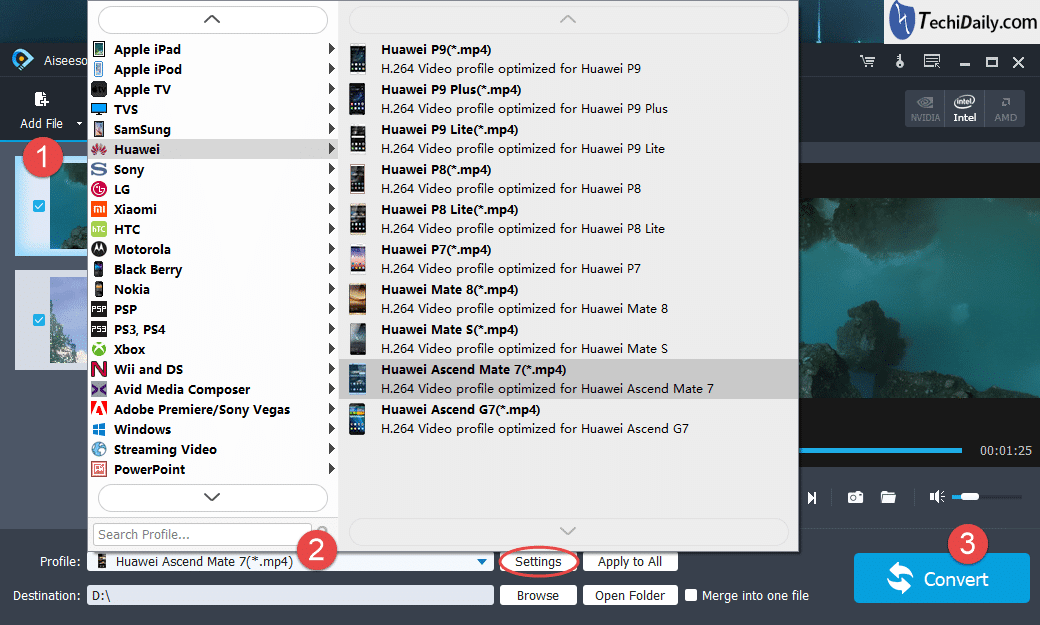 TechiDaily.com
Aiseeso
Add File
1
NVIDIA
intel
Intel
AMD
Apple iPad
Apple iPod
Apple TV
TVS
SamSung
Huawei
Sony
LG
Xiaomi
HTC
Motorola
Black Berry
Nokia
PSP
PS3, PS4
Xbox
Wii and DS
Avid Media Composer
Adobe Premiere/Sony Vegas
Windows
Streaming Video
PowerPoint
Search Profile...
Huawei P9(*.mp4)
H.264 Video profile optimized for Huawei P9
Huawei P9 Plus(*.mp4)
H.264 Video profile optimized for Huawei P9 Plus
Huawei P9 Lite(*.mp4)
H.264 Video profile optimized for Huawei P9 Lite
Huawei P8(*.mp4)
H.264 Video profile optimized for Huawei P8
Huawei P8 Lite(*.mp4)
H.264 Video profile optimized for Huawei P8 Lite
Huawei P7(*.mp4)
H.264 Video profile optimized for Huawei P7
Huawei Mate 8(*.mp4)
H.264 Video profile optimized for Huawei Mate 8
Huawei Mate S(*.mp4)
H.264 Video profile optimized for Huawei Mate S
Huawei Ascend Mate 7(*.mp4)
H.264 Video profile optimized for Huawei Ascend Mate 7
Huawei Ascend G7(*.mp4)
H.264 Video profile optimized for Huawei Ascend G7
00:01:25
2
3
Profile: Huawei Ascend Mate 7(*.mp4) Settings Apply to All
Convert
Destination: D:\ Browse Open Folder Merge into one file